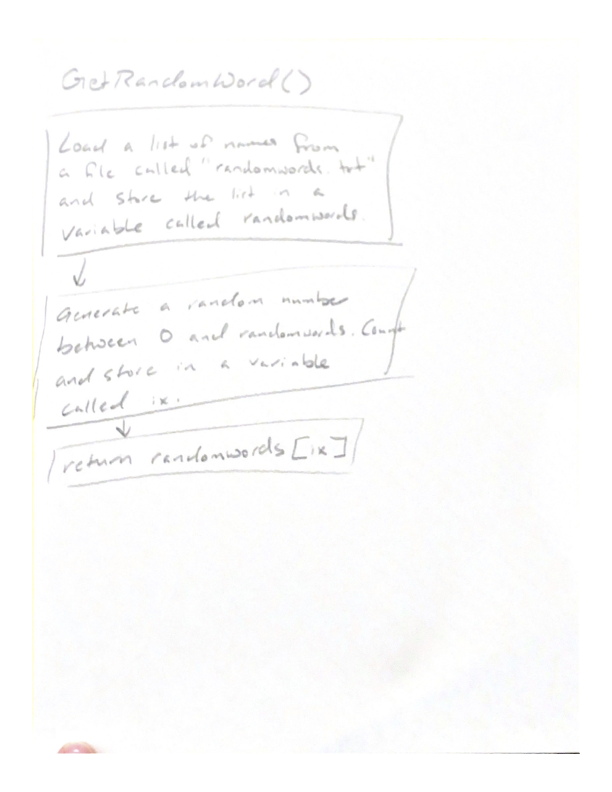 GetRandomWord()
Load a list of names from
a file called "randomwords.txt"
and store the list in a
variable called randomwords.
Generate a random number
between 0 and randomwords.Count
and store in a variable
called ix.
return randomwords[ix]